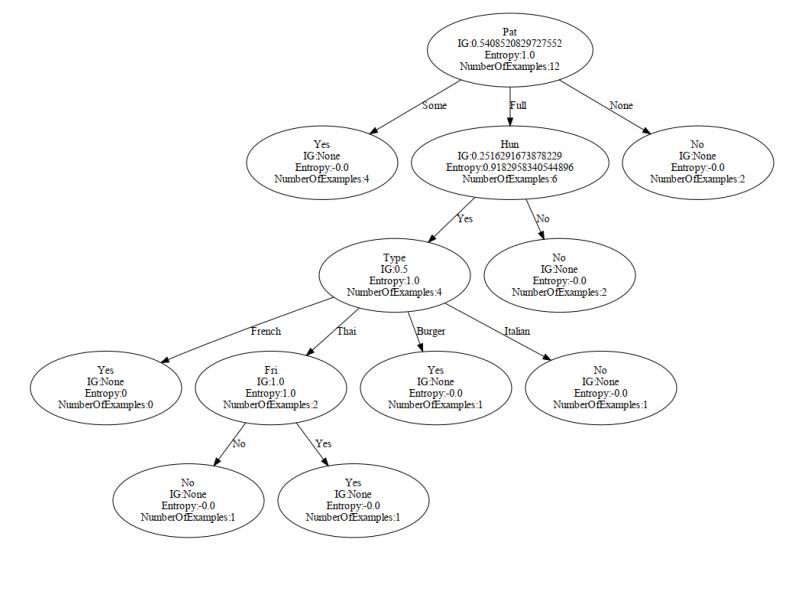 Pat
IG:0.5408520829727552
Entropy:1.0
NumberOfExamples:12
Some
Full
None
Yes
IG:None
Entropy:-0.0
NumberOfExamples:4
Hun
IG:0.2516291673878229
Entropy:0.9182958340544896
NumberOfExamples:6
No
IG:None
Entropy:-0.0
NumberOfExamples:2
Yes
No
Type
IG:0.5
Entropy:1.0
NumberOfExamples:4
No
IG:None
Entropy:-0.0
NumberOfExamples:2
French
Thai
Burger
Italian
Yes
IG:None
Entropy:0
NumberOfExamples:0
Fri
IG:1.0
Entropy:1.0
NumberOfExamples:2
Yes
IG:None
Entropy:-0.0
NumberOfExamples:1
No
IG:None
Entropy:-0.0
NumberOfExamples:1
No
Yes
No
IG:None
Entropy:-0.0
NumberOfExamples:1
Yes
IG:None
Entropy:-0.0
NumberOfExamples:1